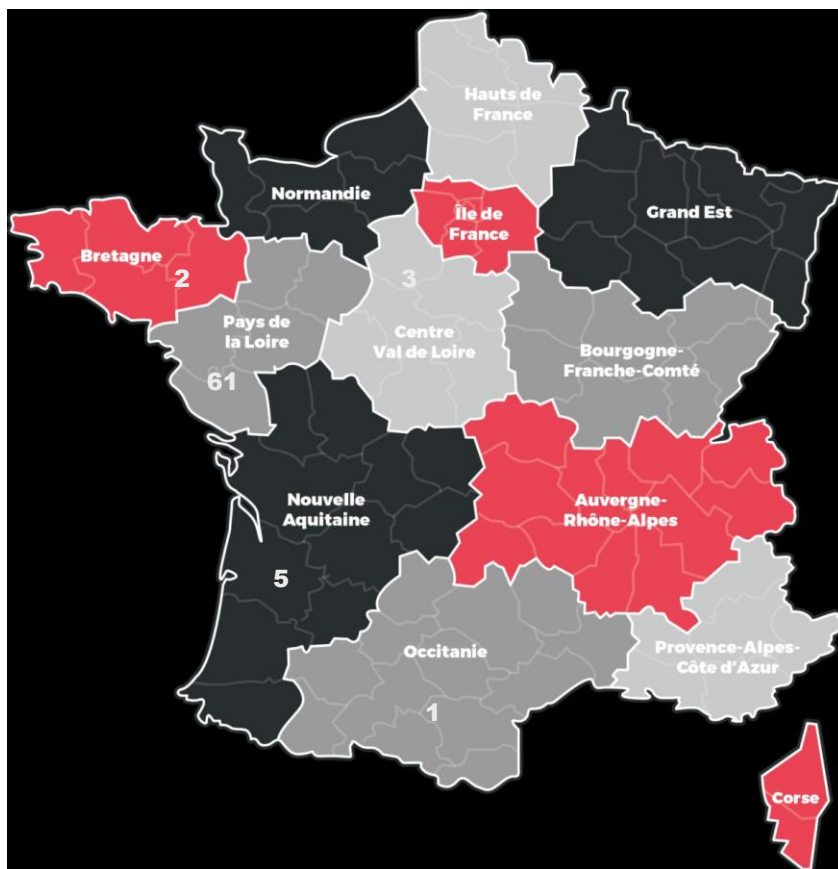 Hauts de
France
Normandie
Île de
France
Grand Est
Bretagne
2
3
Pays de
la Loire
Centre
Val de Loire
Bourgogne-
Franche-Comté
61
Nouvelle
Aquitaine
Auvergne-
Rhône-Alpes
5
Occitanie
Provence-Alpes-
Côte d'Azur
1
Corse